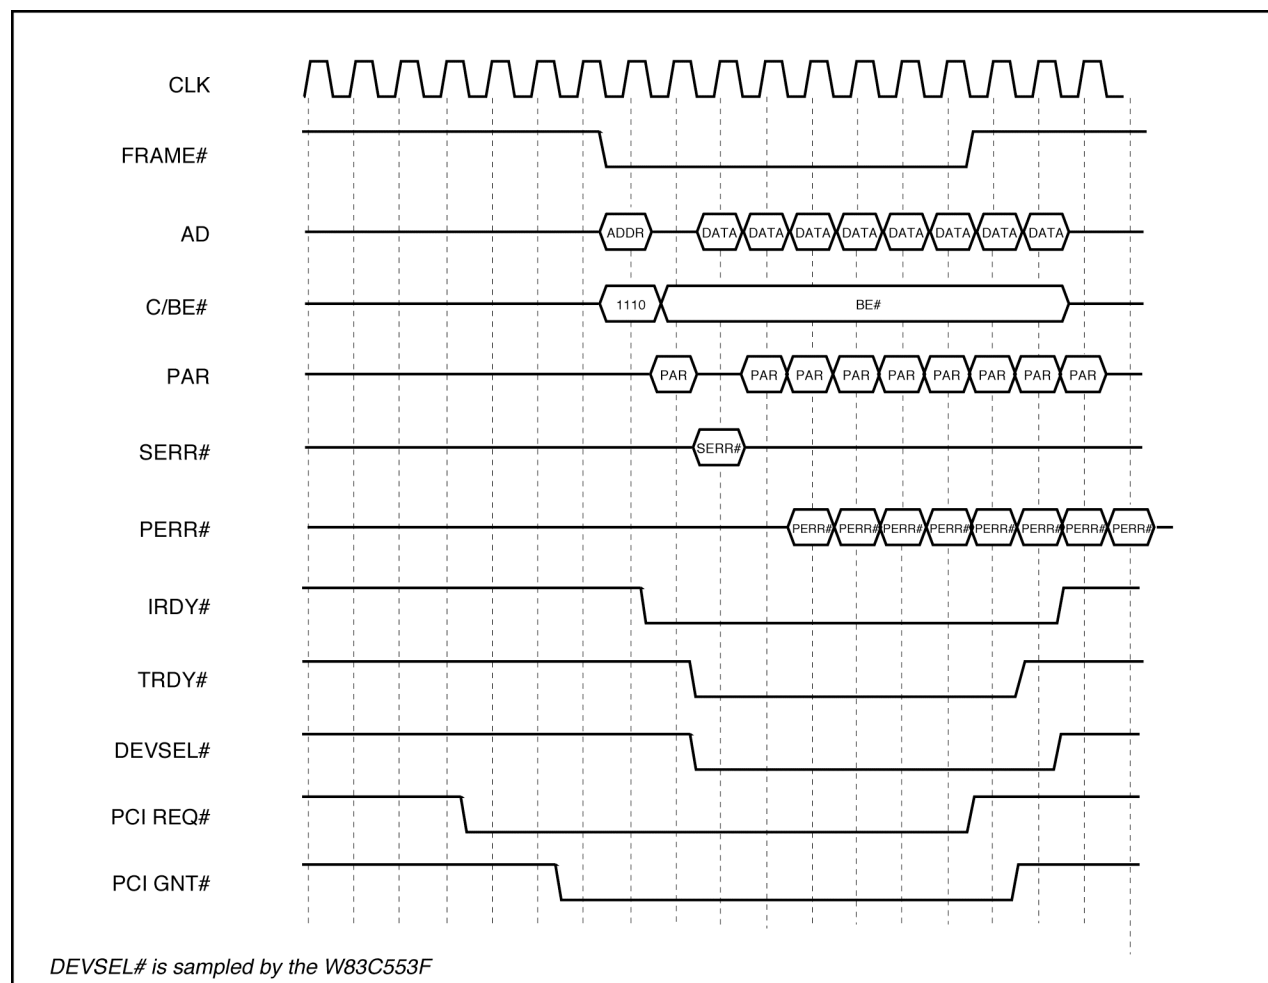 CLK
FRAME#
AD ADDR DATA DATA DATA DATA DATA DATA DATA DATA
C/BE# 1110 BE#
PAR PAR PAR PAR PAR PAR PAR PAR PAR PAR
SERR# SERR#
PERR# PERR# PERR# PERR# PERR# PERR# PERR# PERR# PERR#
IRDY#
TRDY#
DEVSEL#
PCI REQ#
PCI GNT#
DEVSEL# is sampled by the W83C553F